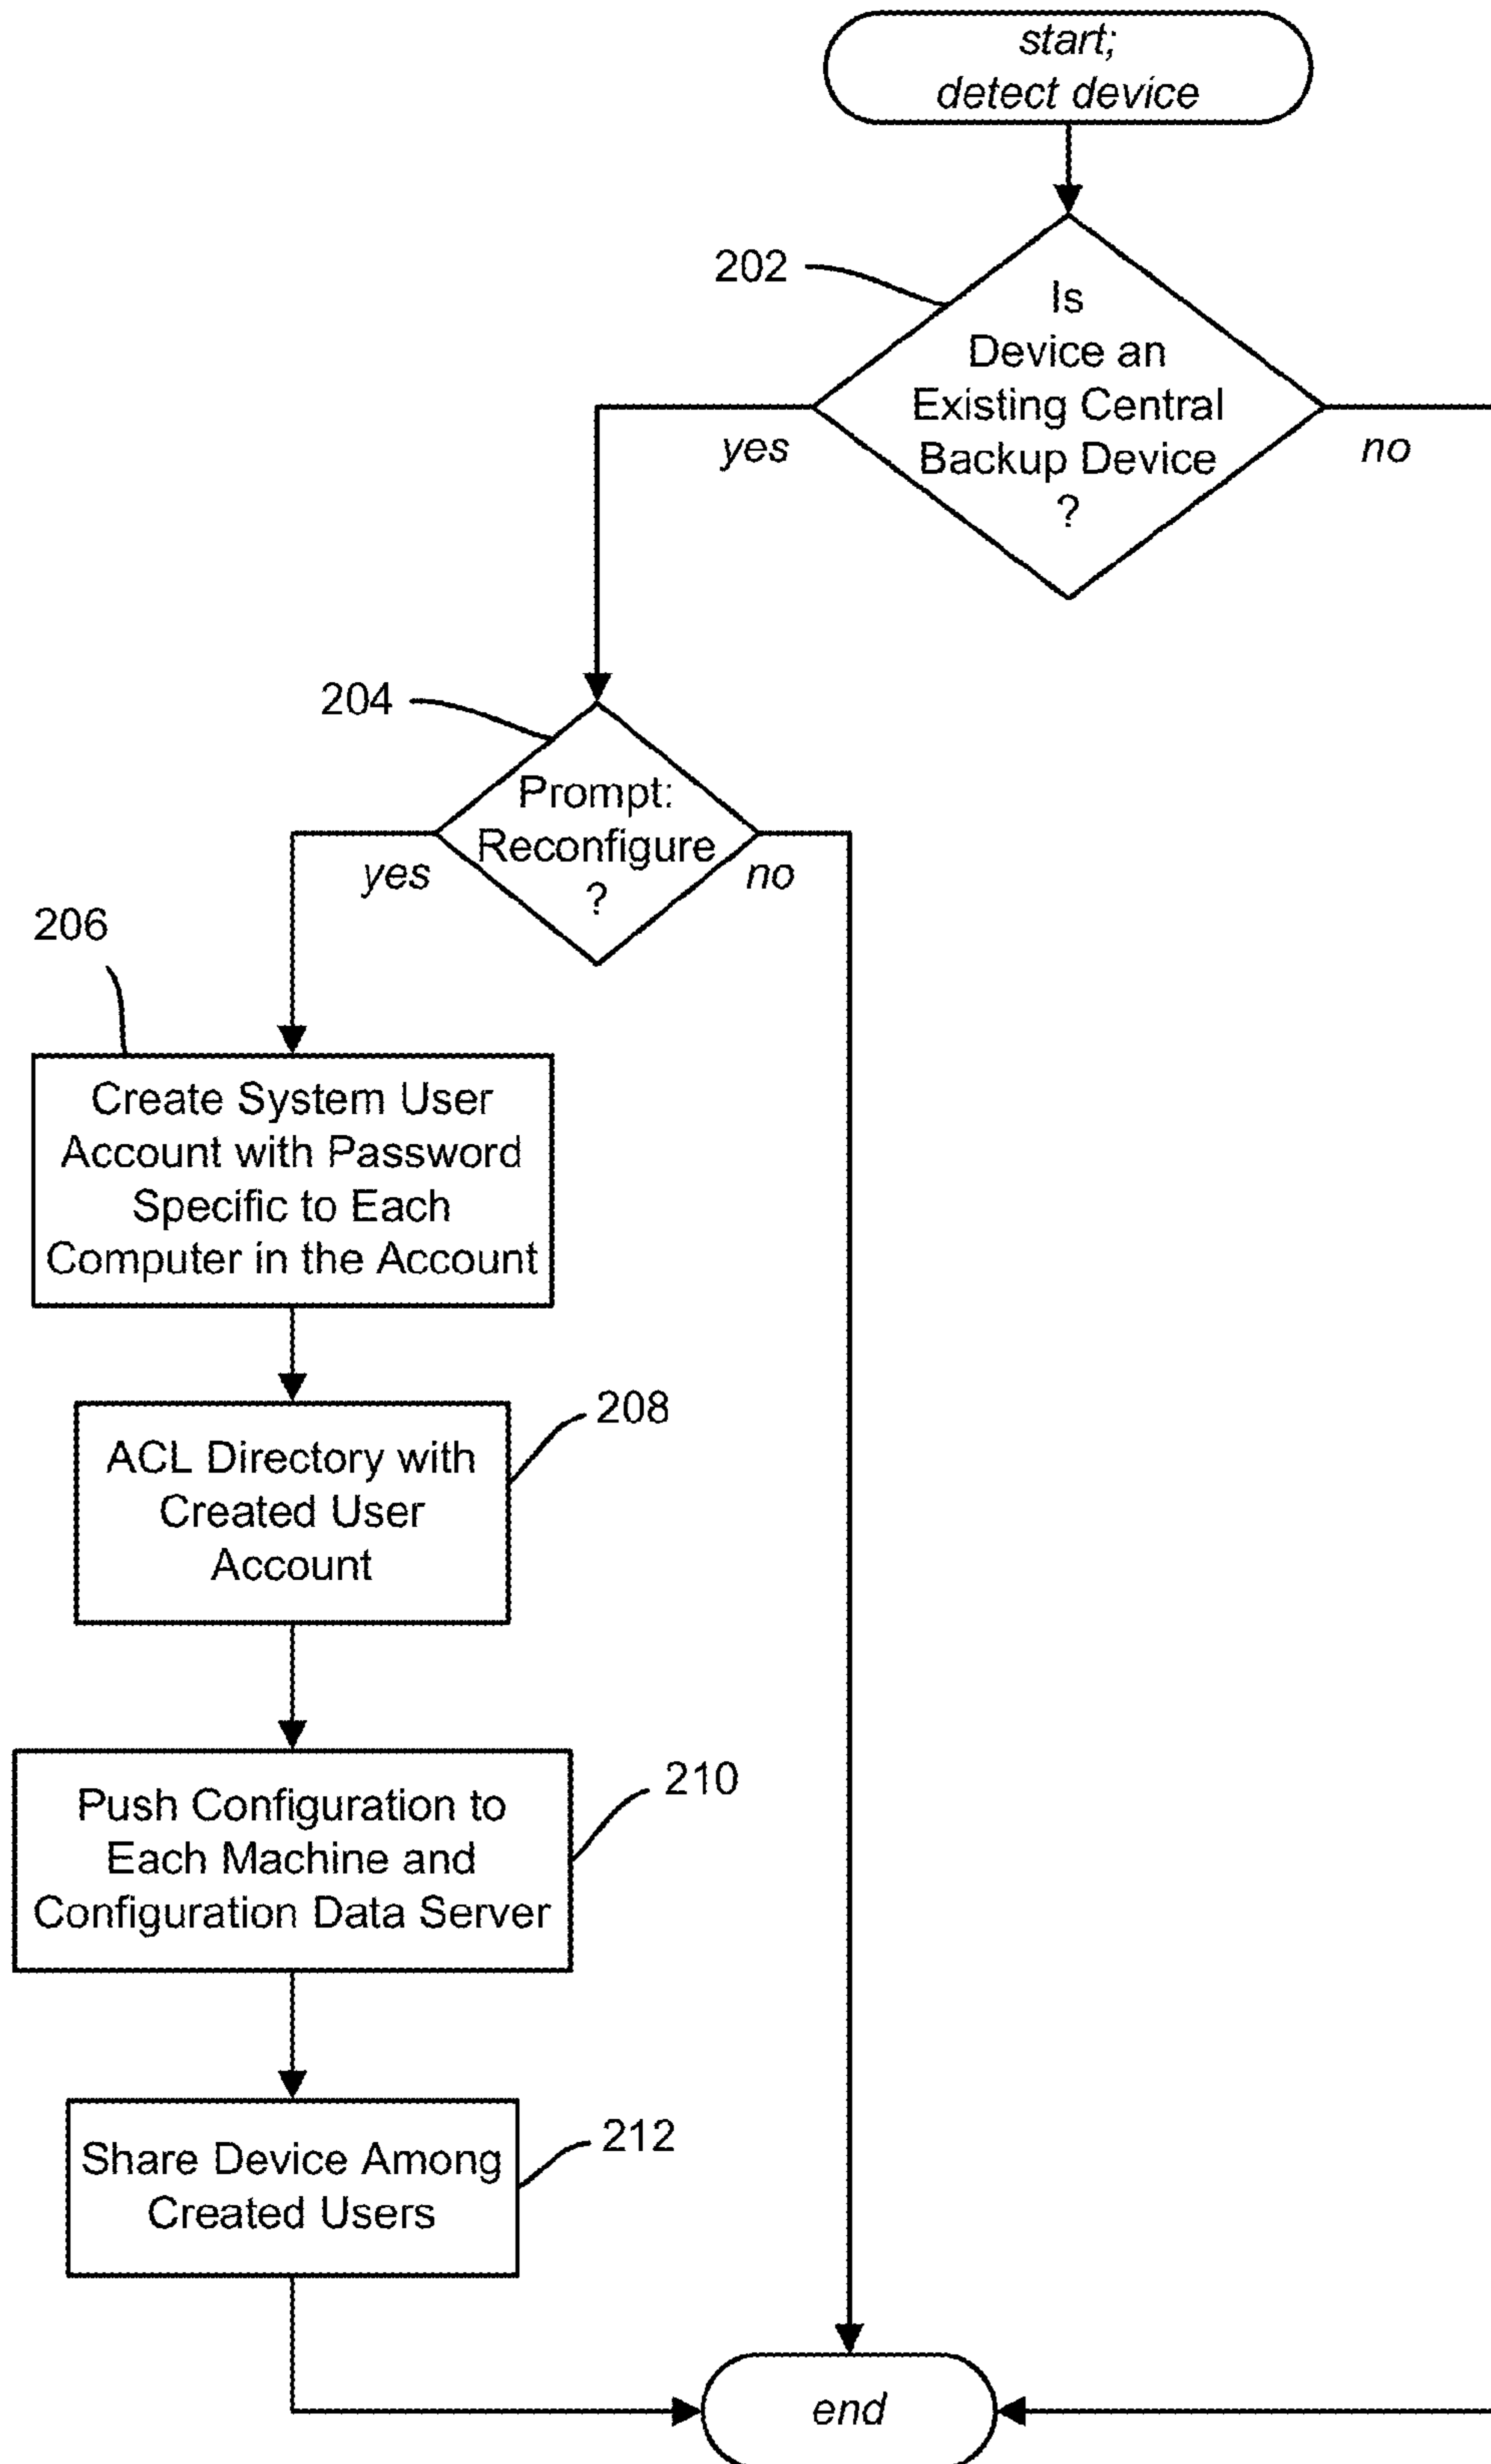 start;
detect device
202
Is
Device an
Existing Central
Backup Device
?
yes
no
204
Prompt:
Reconfigure
?
yes
no
206
Create System User
Account with Password
Specific to Each
Computer in the Account
208
ACL Directory with
Created User
Account
210
Push Configuration to
Each Machine and
Configuration Data Server
212
Share Device Among
Created Users
end